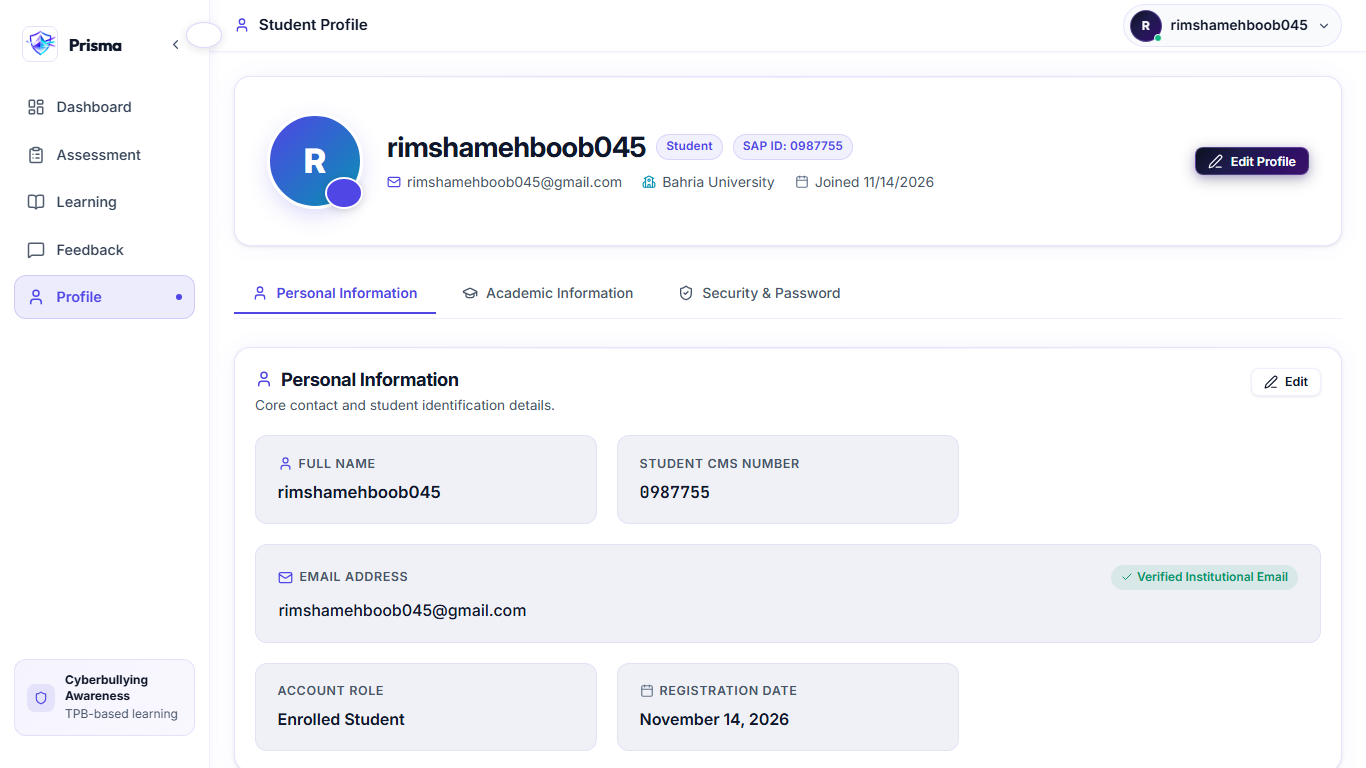 Prisma
Student Profile
R
rimshamehboob045
Dashboard
Assessment
Learning
Feedback
Profile
Cyberbullying
Awareness
TPB-based learning
R
rimshamehboob045
Student
SAP ID: 0987755
rimshamehboob045@gmail.com
Bahria University
Joined 11/14/2026
Edit Profile
Personal Information
Academic Information
Security & Password
Personal Information
Core contact and student identification details.
Edit
FULL NAME
rimshamehboob045
STUDENT CMS NUMBER
0987755
EMAIL ADDRESS
Verified Institutional Email
rimshamehboob045@gmail.com
ACCOUNT ROLE
Enrolled Student
REGISTRATION DATE
November 14, 2026